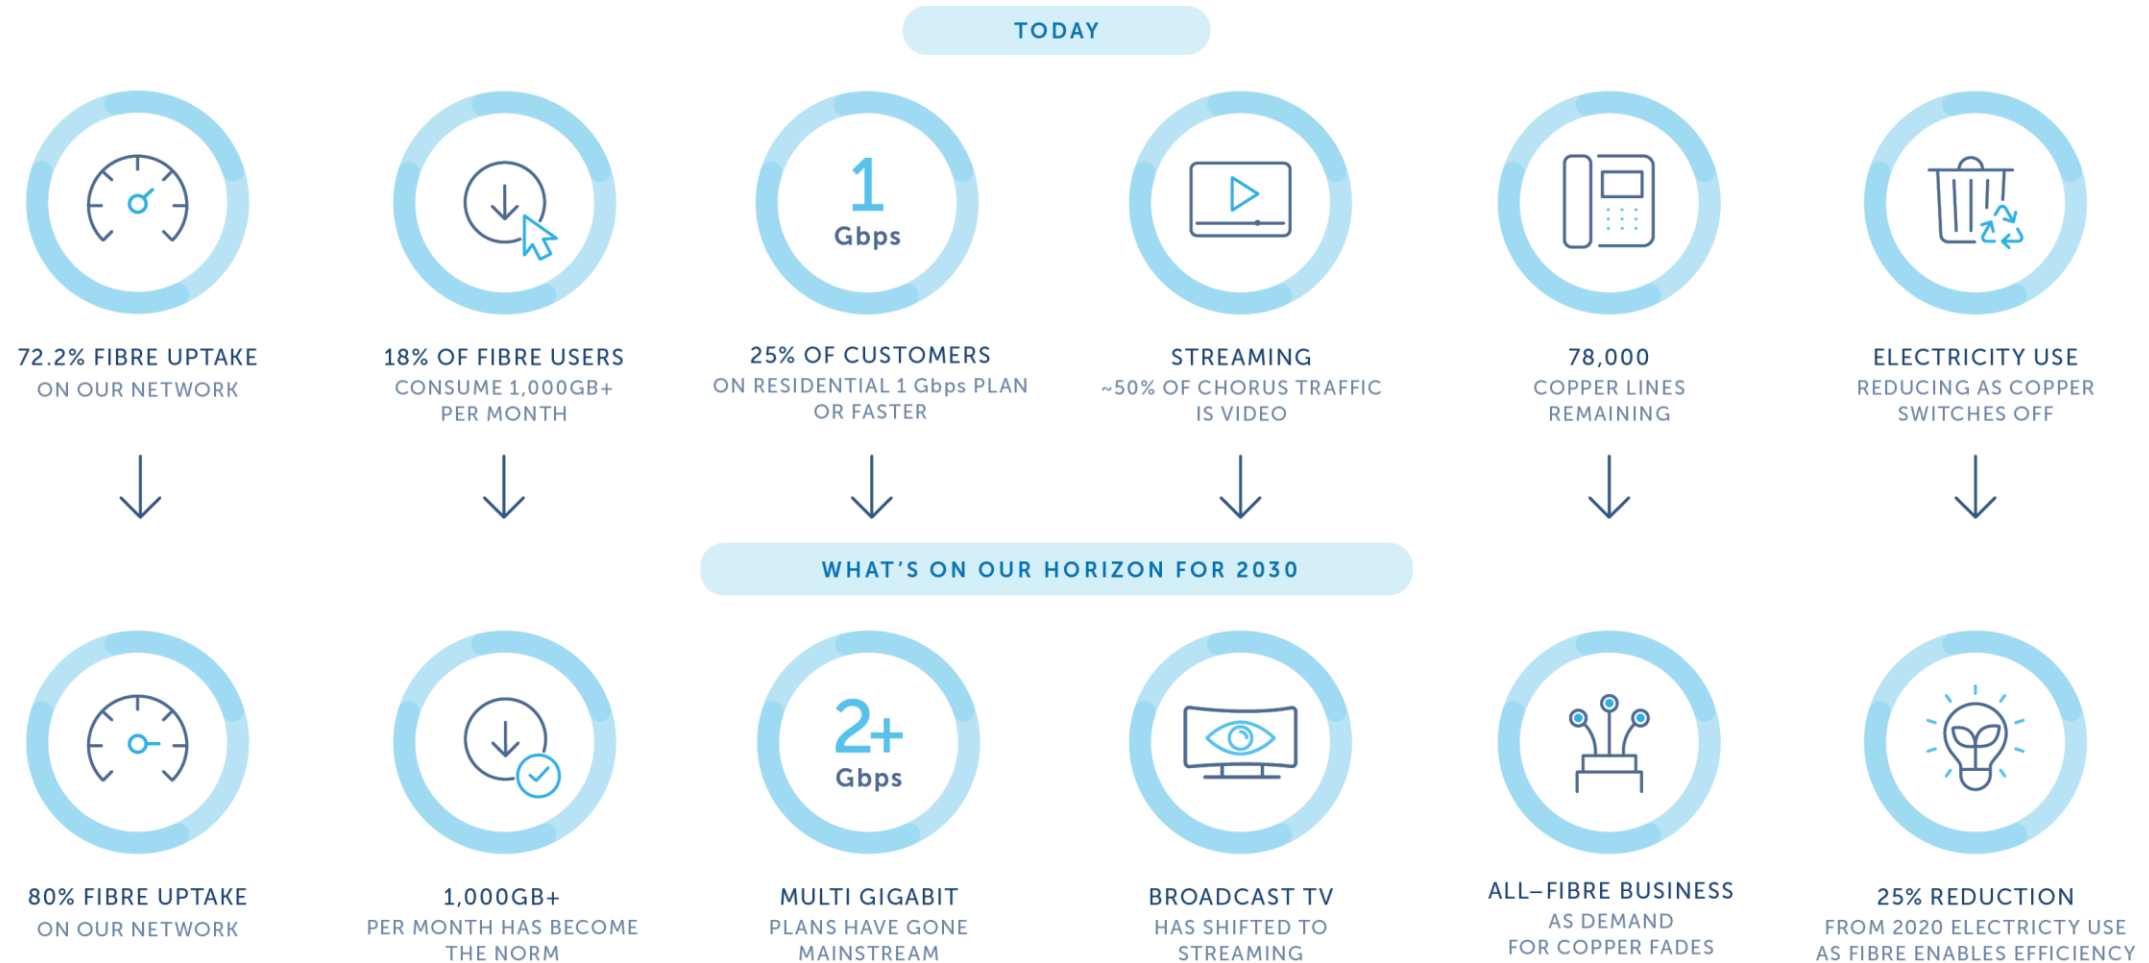 TODAY
1
Gbps
72.2% FIBRE UPTAKE
ON OUR NETWORK
18% OF FIBRE USERS
CONSUME 1,000GB+
PER MONTH
25% OF CUSTOMERS
ON RESIDENTIAL 1 Gbps PLAN
OR FASTER
STREAMING
~50% OF CHORUS TRAFFIC
IS VIDEO
78,000
COPPER LINES
REMAINING
ELECTRICITY USE
REDUCING AS COPPER
SWITCHES OFF
WHAT'S ON OUR HORIZON FOR 2030
2+
Gbps
80% FIBRE UPTAKE
ON OUR NETWORK
1,000GB+
PER MONTH HAS BECOME
THE NORM
MULTI GIGABIT
PLANS HAVE GONE
MAINSTREAM
BROADCAST TV
HAS SHIFTED TO
STREAMING
ALL–FIBRE BUSINESS
AS DEMAND
FOR COPPER FADES
25% REDUCTION
FROM 2020 ELECTRICTY USE
AS FIBRE ENABLES EFFICIENCY